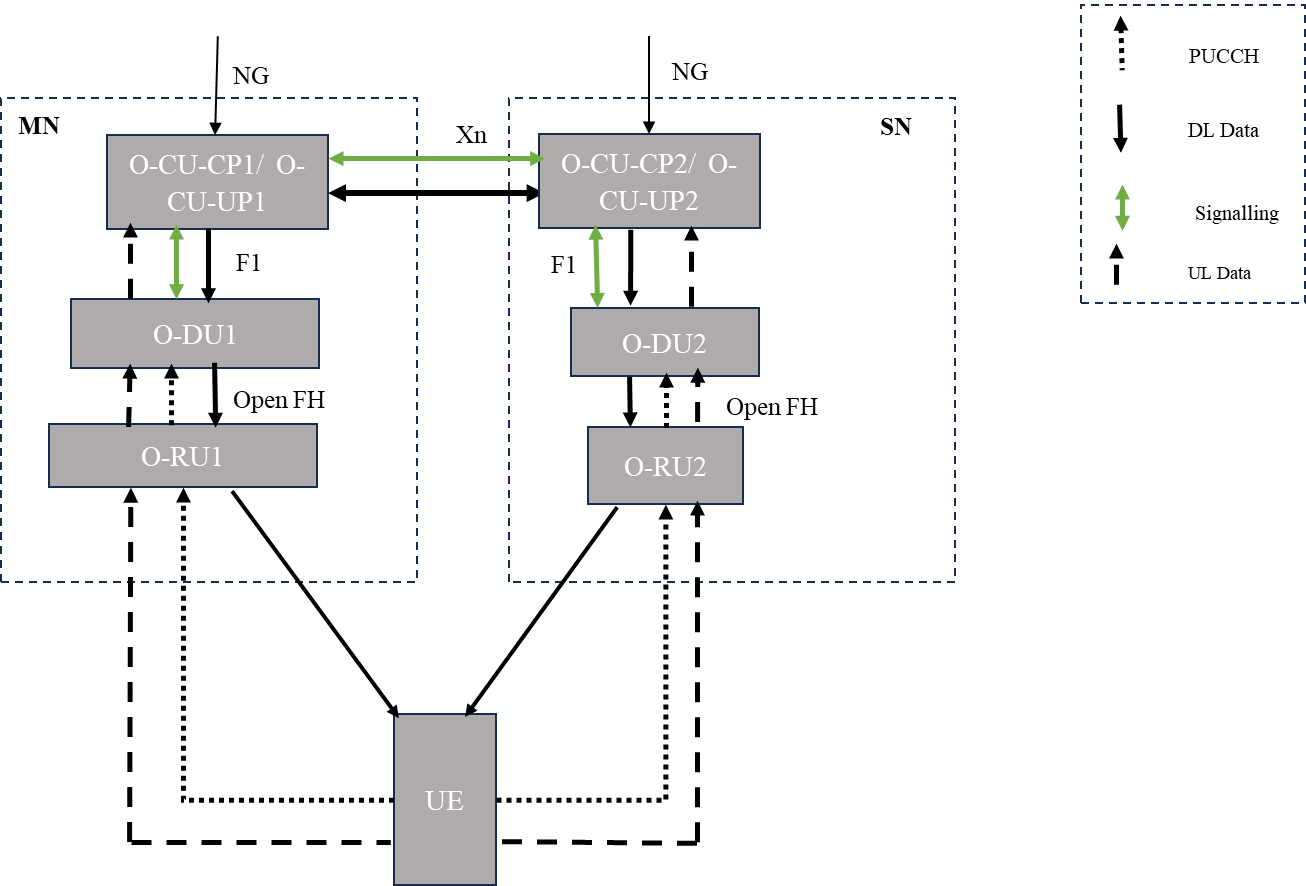 NG
NG
PUCCH
MN
SN
Xn
DL Data
O-CU-CP1/ O-
CU-UP1
O-CU-CP2/ O-
CU-UP2
Signalling
F1
F1
UL Data
O-DU1
O-DU2
Open FH
Open FH
O-RU1
O-RU2
UE